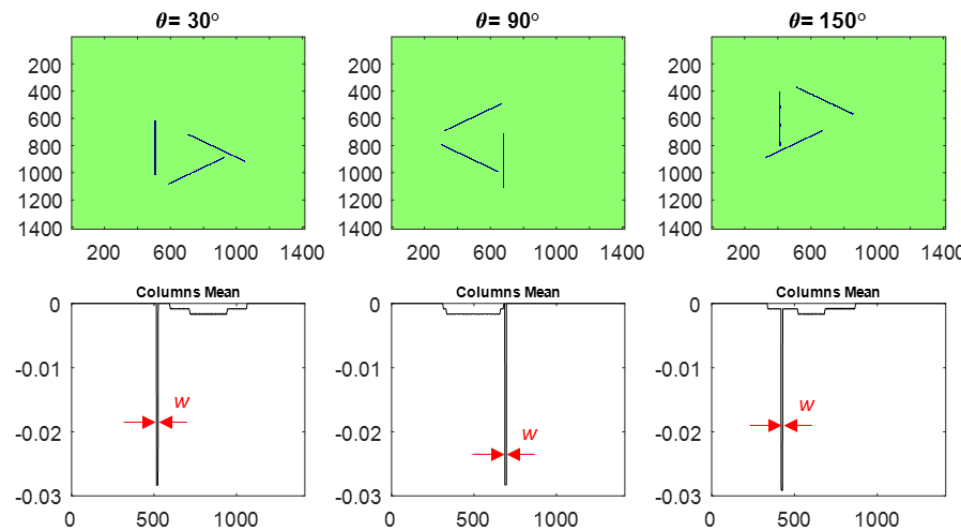 θ= 30° θ= 90° θ= 150°
200 200 200
400 400 400
600 600 600
800 800 800
1000 1000 1000
1200 1200 1200
1400 1400 1400
200 600 1000 1400 200 600 1000 1400 200 600 1000 1400
Columns Mean Columns Mean Columns Mean
0 0 0
-0.01 -0.01 -0.01
w w w
-0.02 -0.02 -0.02
-0.03 -0.03 -0.03
0 500 1000 0 500 1000 0 500 1000